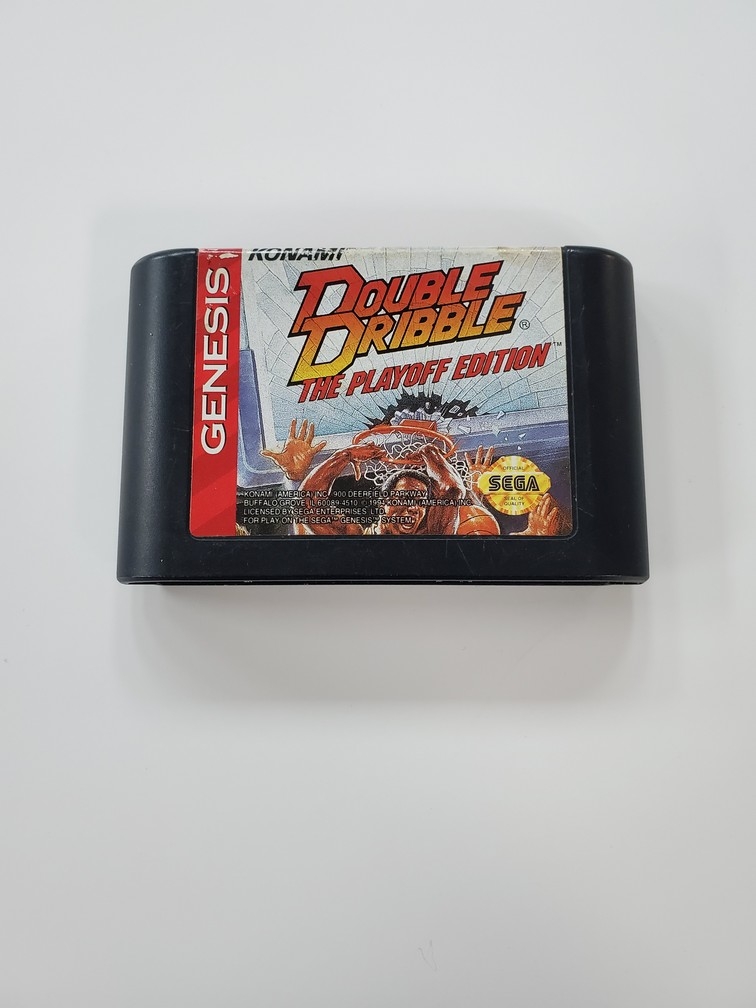 GENESIS
KONAMI
DOUBLE
DRIBBLE®
THE PLAYOFF EDITION™
KONAMI (AMERICA) INC. 900 DEERFIELD PARKWAY
BUFFALO GROVE, IL 60089-4510 © 1994 KONAMI (AMERICA) INC.
LICENSED BY SEGA ENTERPRISES, LTD.
FOR PLAY ON THE SEGA™ GENESIS™ SYSTEM.
OFFICIAL
SEGA
SEAL OF
QUALITY